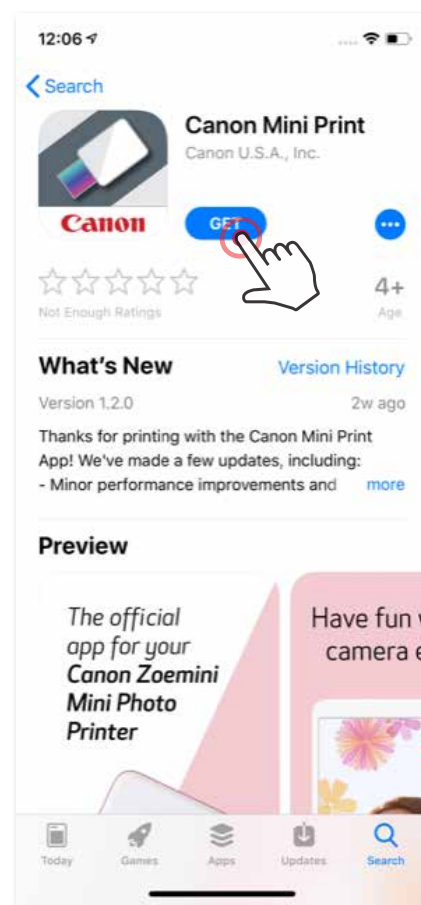 12:06
Search
Canon Mini Print
Canon U.S.A., Inc.
Canon
GET
4+
Not Enough Ratings
Age
What's New
Version History
Version 1.2.0
2w ago
Thanks for printing with the Canon Mini Print
App! We've made a few updates, including:
- Minor performance improvements and
more
Preview
The official
app for your
Canon Zoemini
Mini Photo
Printer
Have fun
camera
Today
Games
Apps
Updates
Search